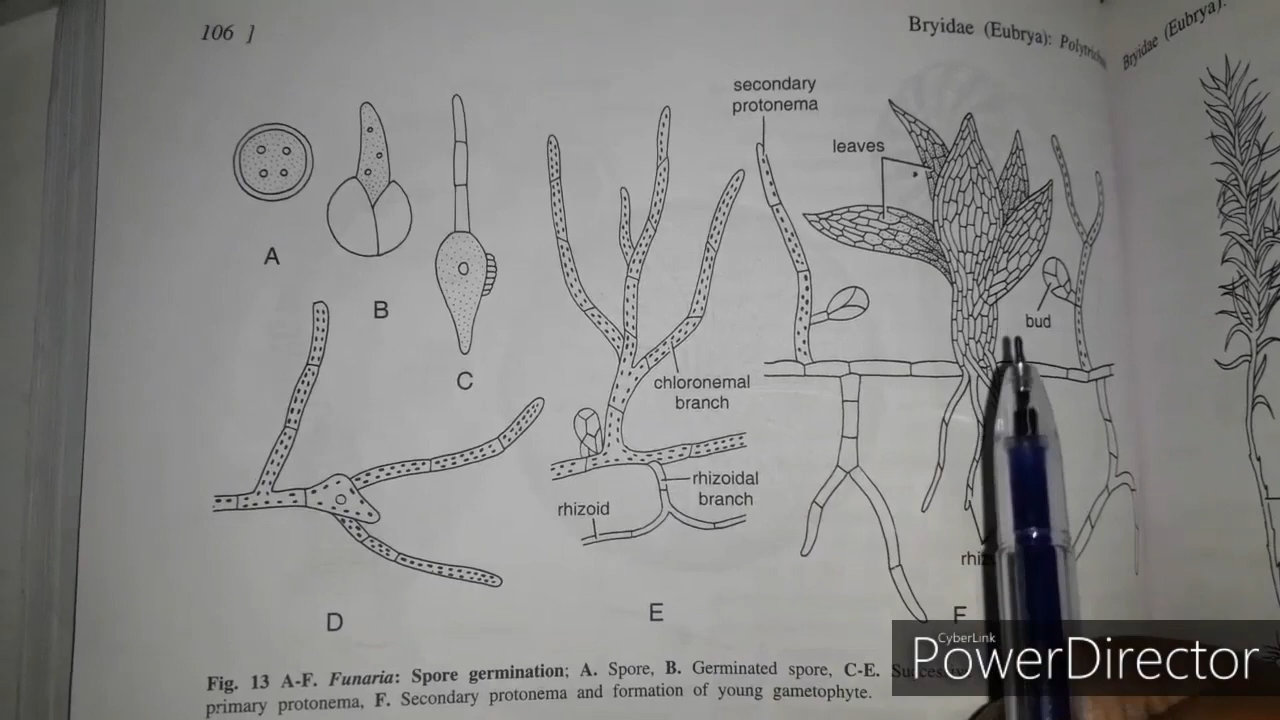 106 ]
Bryidae (Eubrya):
Bryidae (Eubrya):
secondary
protonema
leaves
A
B
C
bud
chloronemal
branch
rhizoidal
branch
rhizoid
D
E
F
Fig. 13 A-F. Funaria: Spore germination; A. Spore, B. Germinated spore, C-E.
primary protonema, F. Secondary protonema and formation of young gametophyte.
CyberLink
PowerDirector